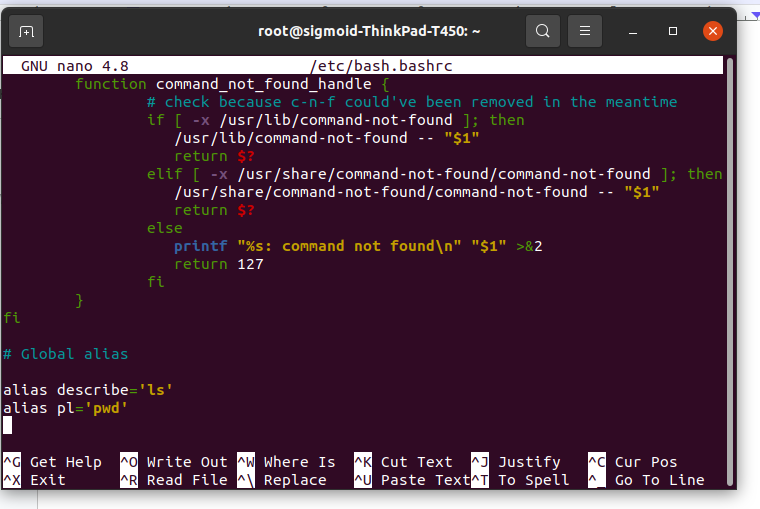 root@sigmoid-ThinkPad-T450: ~
GNU nano 4.8 /etc/bash.bashrc
function command_not_found_handle {
# check because c-n-f could've been removed in the meantime
if [ -x /usr/lib/command-not-found ]; then
/usr/lib/command-not-found -- "$1"
return $?
elif [ -x /usr/share/command-not-found/command-not-found ]; then
/usr/share/command-not-found/command-not-found -- "$1"
return $?
else
printf "%s: command not found\n" "$1" >&2
return 127
fi
}
fi
# Global alias
alias describe='ls'
alias pl='pwd'
^G Get Help ^O Write Out ^W Where Is ^K Cut Text ^J Justify ^C Cur Pos
^X Exit ^R Read File ^\ Replace ^U Paste Text ^T To Spell ^_ Go To Line